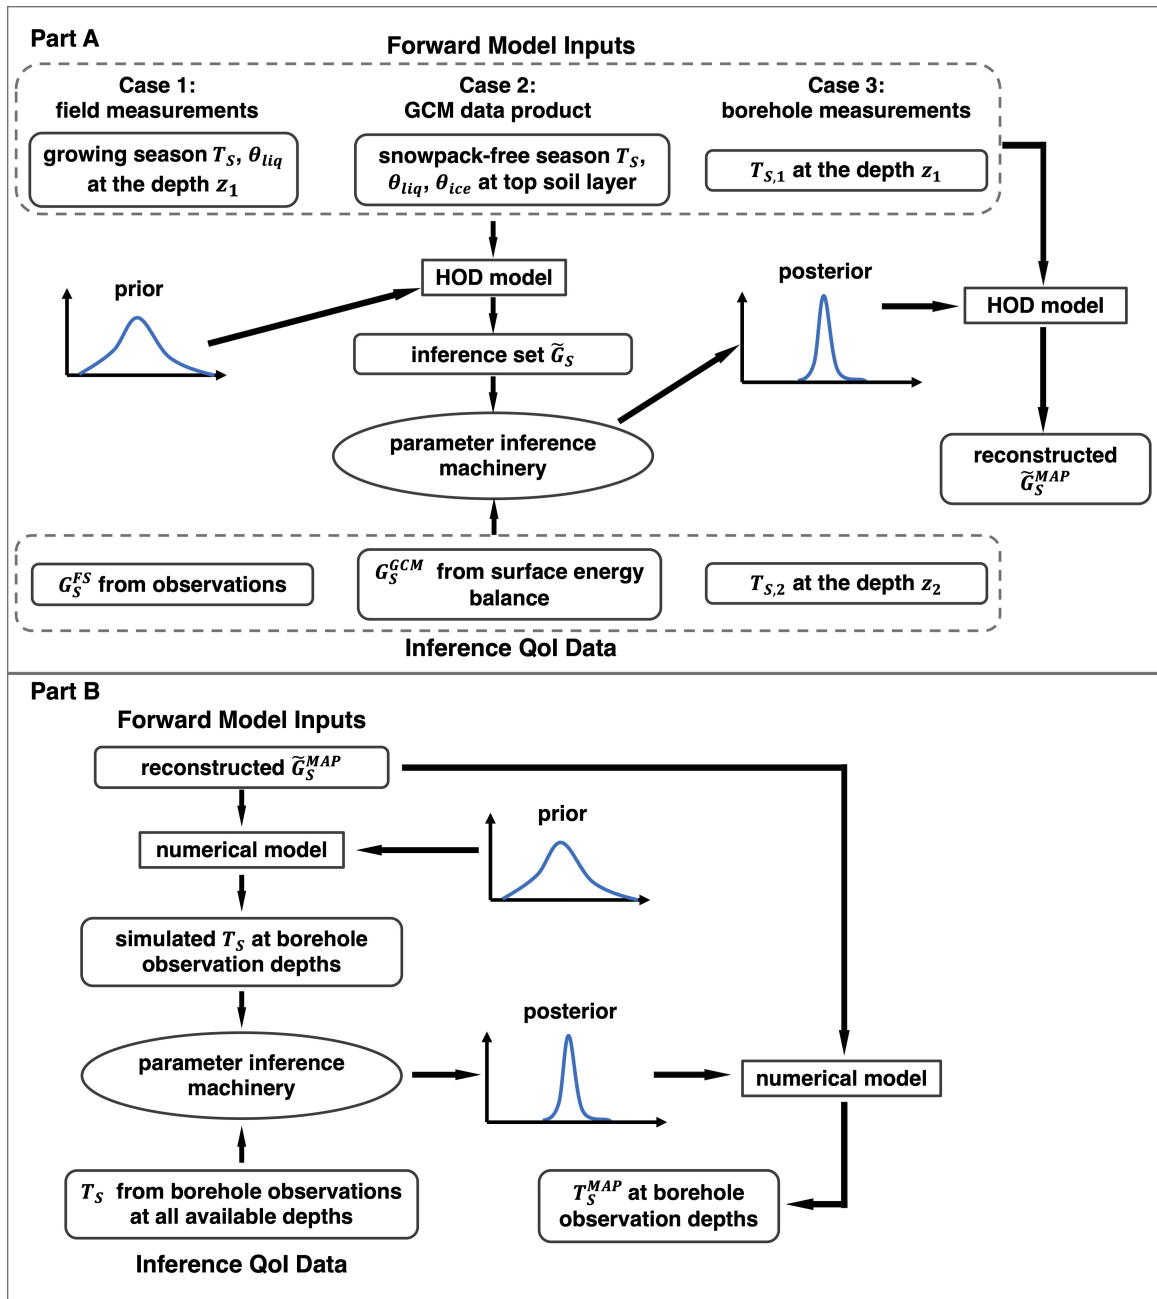 Part A
Forward Model Inputs
Case 1:
field measurements
growing season T_S, θ_liq
at the depth z_1
Case 2:
GCM data product
snowpack-free season T_S,
θ_liq, θ_ice at top soil layer
Case 3:
borehole measurements
T_{S,1} at the depth z_1
prior
HOD model
inference set G̃_S
parameter inference
machinery
posterior
HOD model
reconstructed
G̃_S^{MAP}
G_S^{FS} from observations
G_S^{GCM} from surface energy
balance
T_{S,2} at the depth z_2
Inference QoI Data
Part B
Forward Model Inputs
reconstructed G̃_S^{MAP}
numerical model
prior
simulated T_S at borehole
observation depths
parameter inference
machinery
posterior
numerical model
T_S from borehole observations
at all available depths
T_S^{MAP} at borehole
observation depths
Inference QoI Data